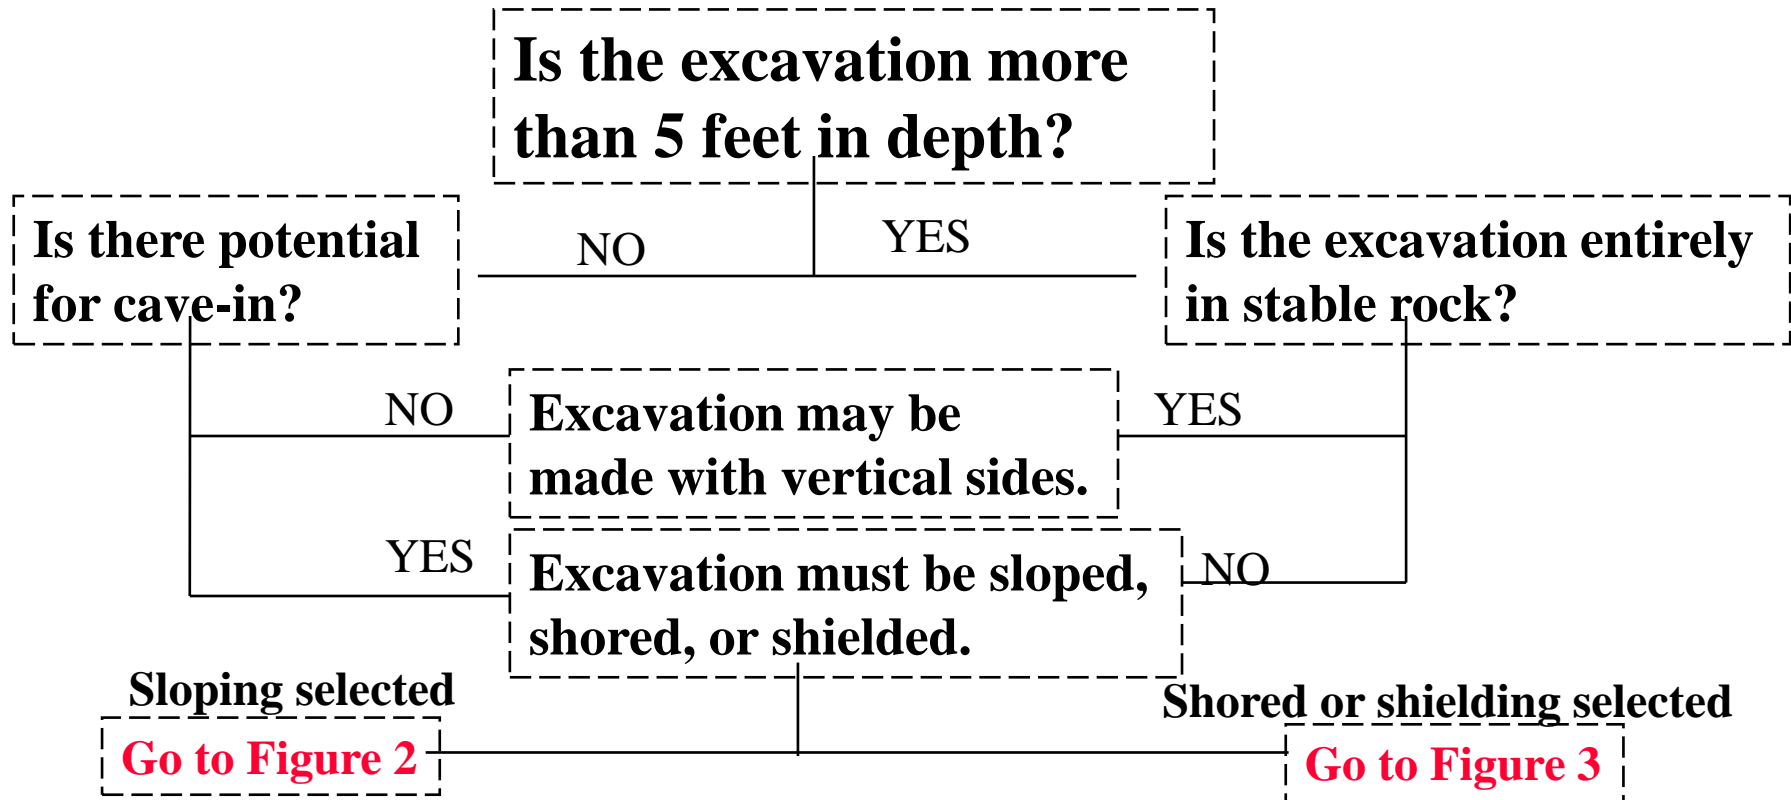 Is the excavation more
than 5 feet in depth?
Is there potential
for cave-in?
NO
YES
Is the excavation entirely
in stable rock?
NO
Excavation may be
made with vertical sides.
YES
YES
Excavation must be sloped,
shored, or shielded.
NO
Sloping selected
Go to Figure 2
Shored or shielding selected
Go to Figure 3